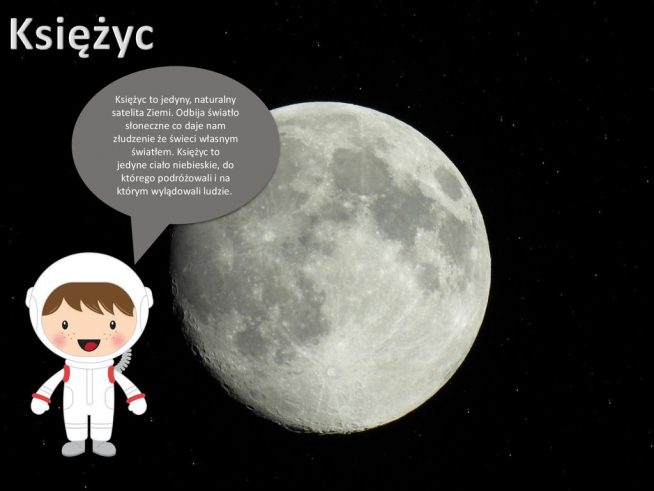 Księżyc
Księżyc to jedyny, naturalny
satelita Ziemi. Odbija światło
słoneczne co daje nam
złudzenie że świeci własnym
światłem. Księżyc to
jedyne ciało niebieskie, do
którego podróżowali i na
którym wylądowali ludzie.